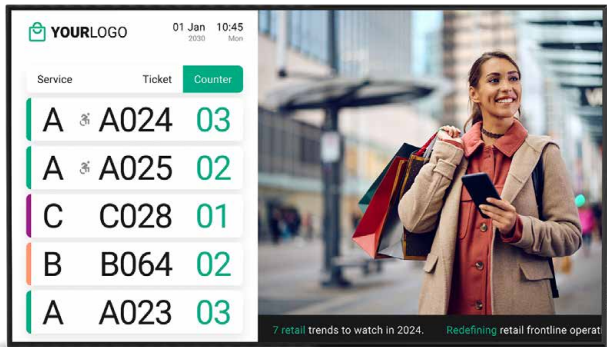 YOURLOGO
01 Jan 10:45
2030 Mon
Service Ticket Counter
A A024 03
A A025 02
C C028 01
B B064 02
A A023 03
7 retail trends to watch in 2024. Redefining retail frontline operati